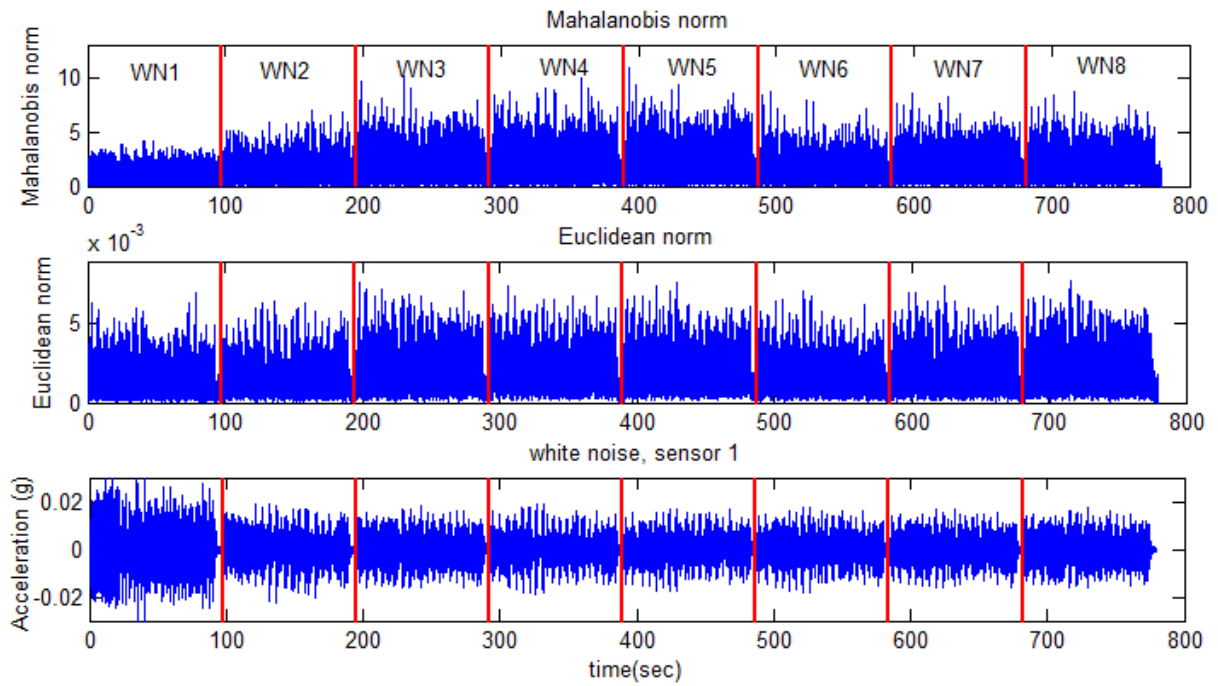 Mahalanobis norm
Mahalanobis norm
10
5
0
WN1 WN2 WN3 WN4 WN5 WN6 WN7 WN8
0 100 200 300 400 500 600 700 800
x 10⁻³
Euclidean norm
Euclidean norm
5
0
0 100 200 300 400 500 600 700 800
white noise, sensor 1
Acceleration (g)
0.02
0
-0.02
0 100 200 300 400 500 600 700 800
time(sec)